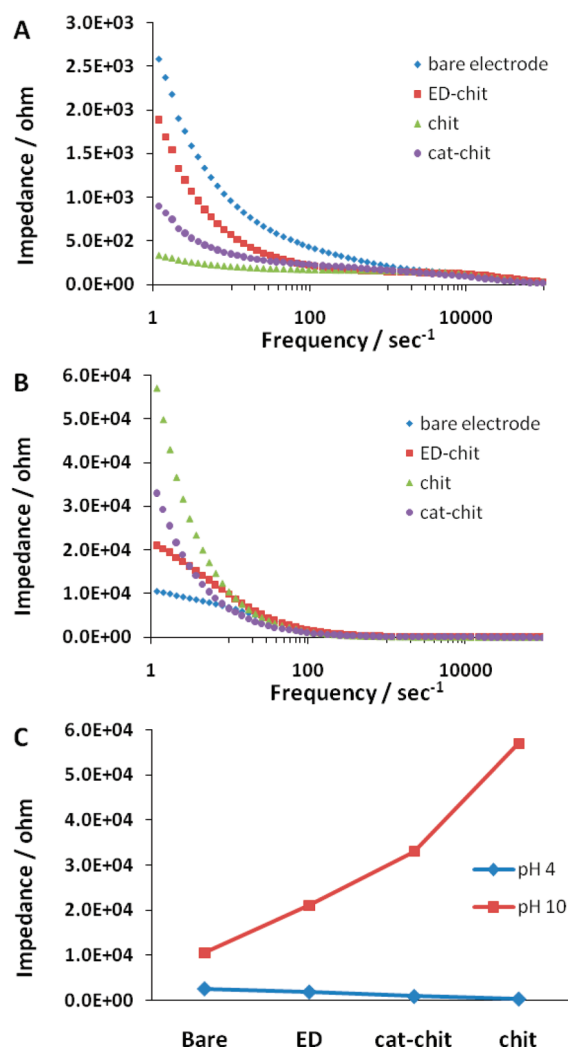 A
3.0E+03
2.5E+03
2.0E+03
1.5E+03
1.0E+03
5.0E+02
0.0E+00
Impedance / ohm
bare electrode
ED-chit
chit
cat-chit
1 100 10000
Frequency / sec-1
B
6.0E+04
5.0E+04
4.0E+04
3.0E+04
2.0E+04
1.0E+04
0.0E+00
Impedance / ohm
bare electrode
ED-chit
chit
cat-chit
1 100 10000
Frequency / sec-1
C
6.0E+04
5.0E+04
4.0E+04
3.0E+04
2.0E+04
1.0E+04
0.0E+00
Impedance / ohm
pH 4
pH 10
Bare ED cat-chit chit